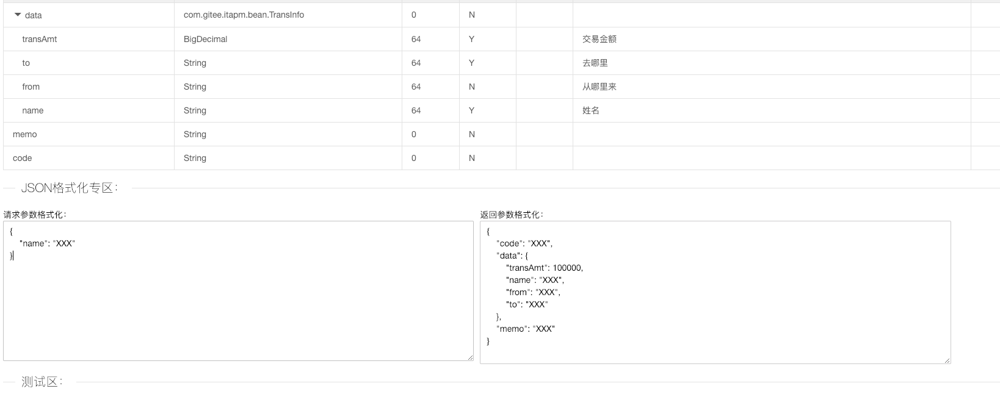 data com.gitee.itapm.bean.TransInfo 0 N
transAmt BigDecimal 64 Y 交易金额
to String 64 Y 去哪里
from String 64 N 从哪里来
name String 64 Y 姓名
memo String 0 N
code String 0 N
JSON格式化专区：
请求参数格式化：
{
"name": "XXX"
}
返回参数格式化：
{
"code": "XXX",
"data": {
"transAmt": 100000,
"name": "XXX",
"from": "XXX",
"to": "XXX"
},
"memo": "XXX"
}
测试区：